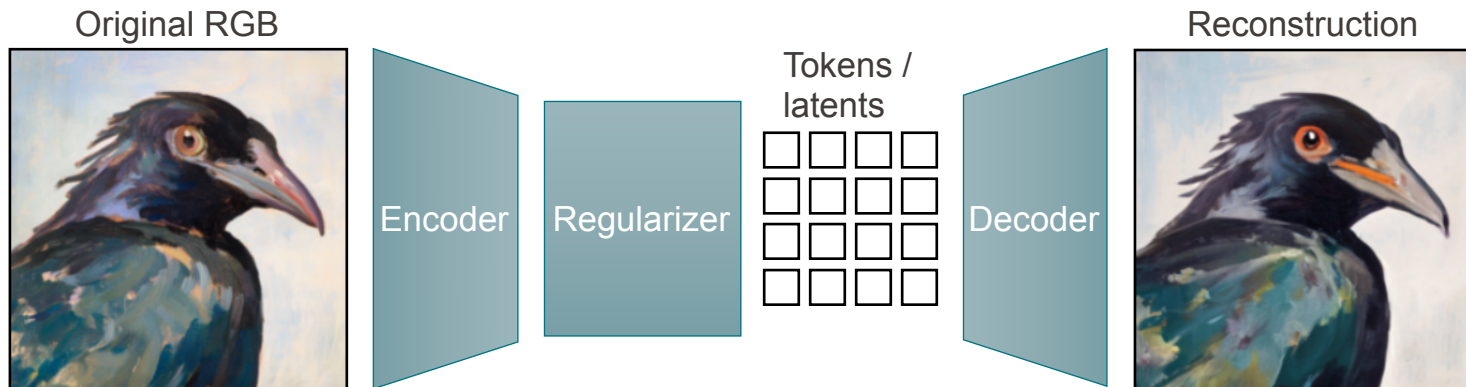 Original RGB
Encoder
Regularizer
Tokens /
latents
Decoder
Reconstruction